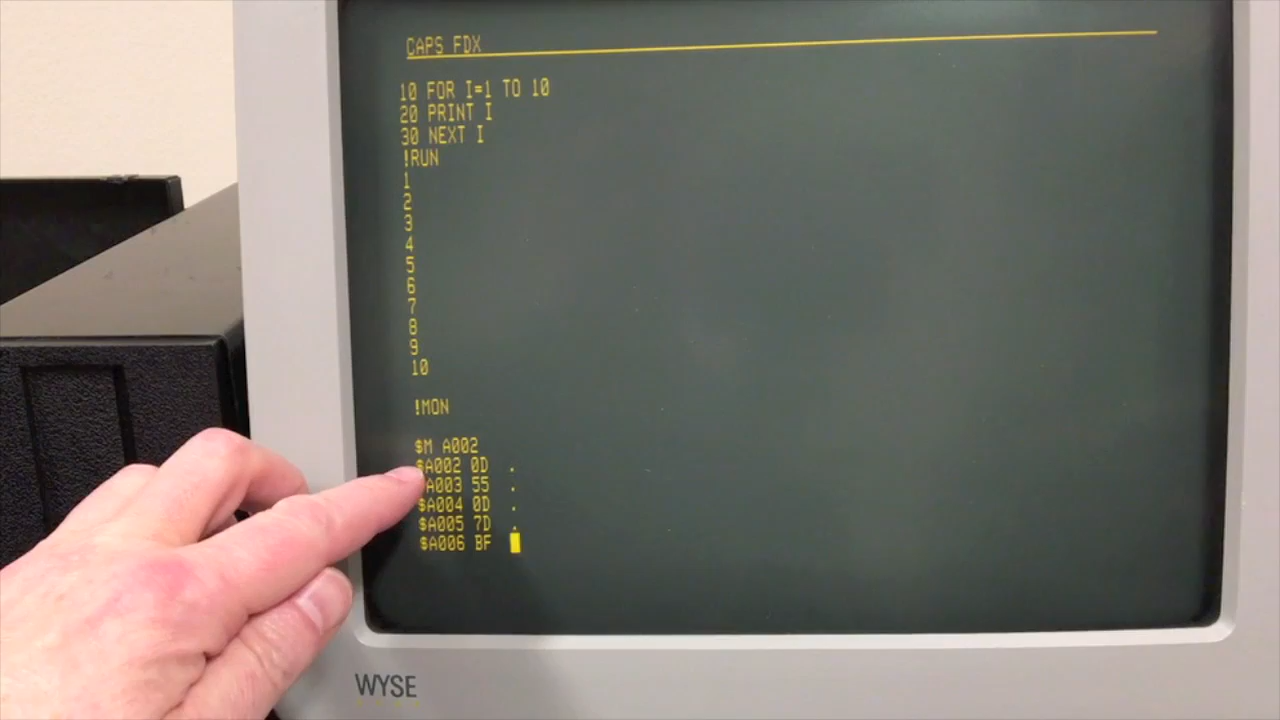 CAPS FDX
10 FOR I=1 TO 10
20 PRINT I
30 NEXT I
!RUN
1
2
3
4
5
6
7
8
9
10
!MON
$M A002
$A002 0D .
$A003 55 .
$A004 0D .
$A005 7D .
$A006 BF
WYSE